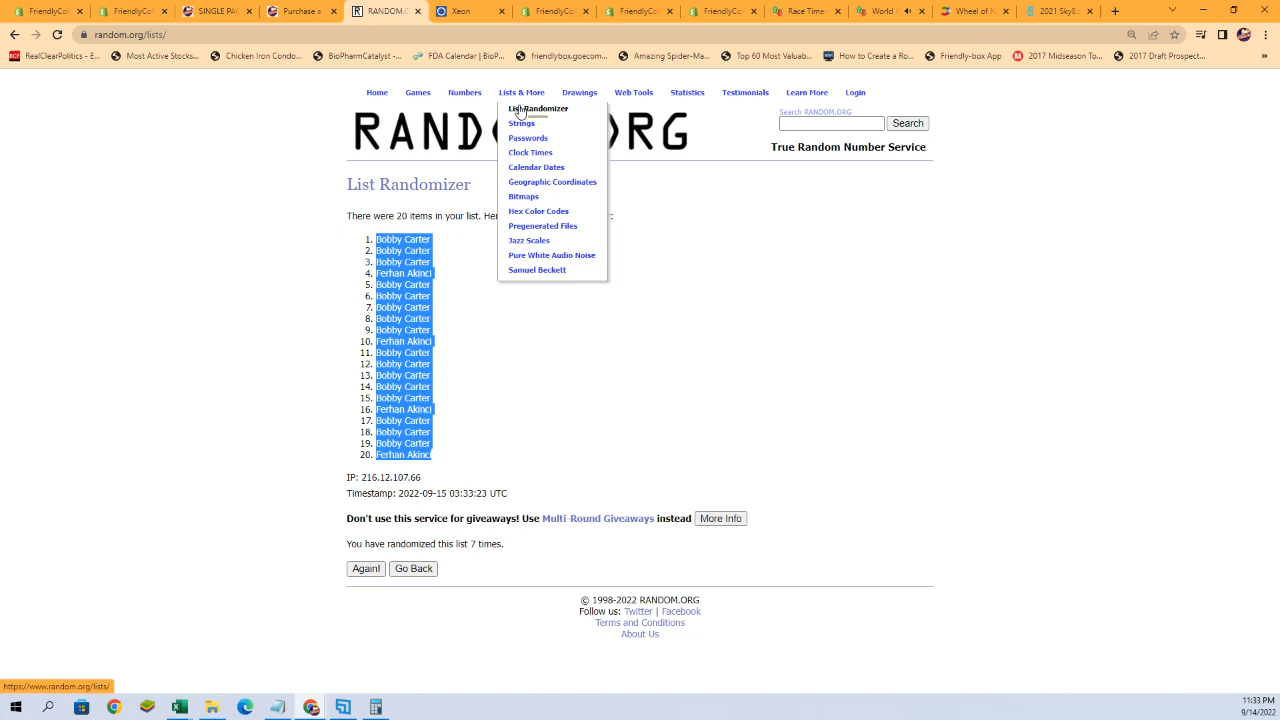 FriendlyCol
FriendlyCol
SINGLE PAC
Purchase a
RANDOM.C
Xeon
FriendlyCol
FriendlyCol
FriendlyCol
Race Time
World
Wheel of N
2021 SkyB
random.org/lists/
RealClearPolitics - E...
Most Active Stocks...
Chicken Iron Condo...
BioPharmCatalyst -...
FDA Calendar | Bio...
friendlybox.goecom...
Amazing Spider-Ma...
Top 60 Most Valuab...
How to Create a Fo...
Friendly-box App
2017 Midseason To...
2017 Draft Prospect...
»
Home Games Numbers Lists & More Drawings Web Tools Statistics Testimonials Learn More Login
List Randomizer
Strings
Passwords
Clock Times
Calendar Dates
Geographic Coordinates
Bitmaps
Hex Color Codes
Pregenerated Files
Jazz Scales
Pure White Audio Noise
Samuel Beckett
Search RANDOM.ORG
Search
True Random Number Service
List Randomizer
There were 20 items in your list. Her
1. Bobby Carter
2. Bobby Carter
3. Bobby Carter
4. Ferhan Akinci
5. Bobby Carter
6. Bobby Carter
7. Bobby Carter
8. Bobby Carter
9. Bobby Carter
10. Ferhan Akinci
11. Bobby Carter
12. Bobby Carter
13. Bobby Carter
14. Bobby Carter
15. Bobby Carter
16. Ferhan Akinci
17. Bobby Carter
18. Bobby Carter
19. Bobby Carter
20. Ferhan Akinci
IP: 216.12.107.66
Timestamp: 2022-09-15 03:33:23 UTC
Don't use this service for giveaways! Use Multi-Round Giveaways instead More Info
You have randomized this list 7 times.
Again! Go Back
© 1998-2022 RANDOM.ORG
Follow us: Twitter | Facebook
Terms and Conditions
About Us
https://www.random.org/lists/
11:33 PM
9/14/2022